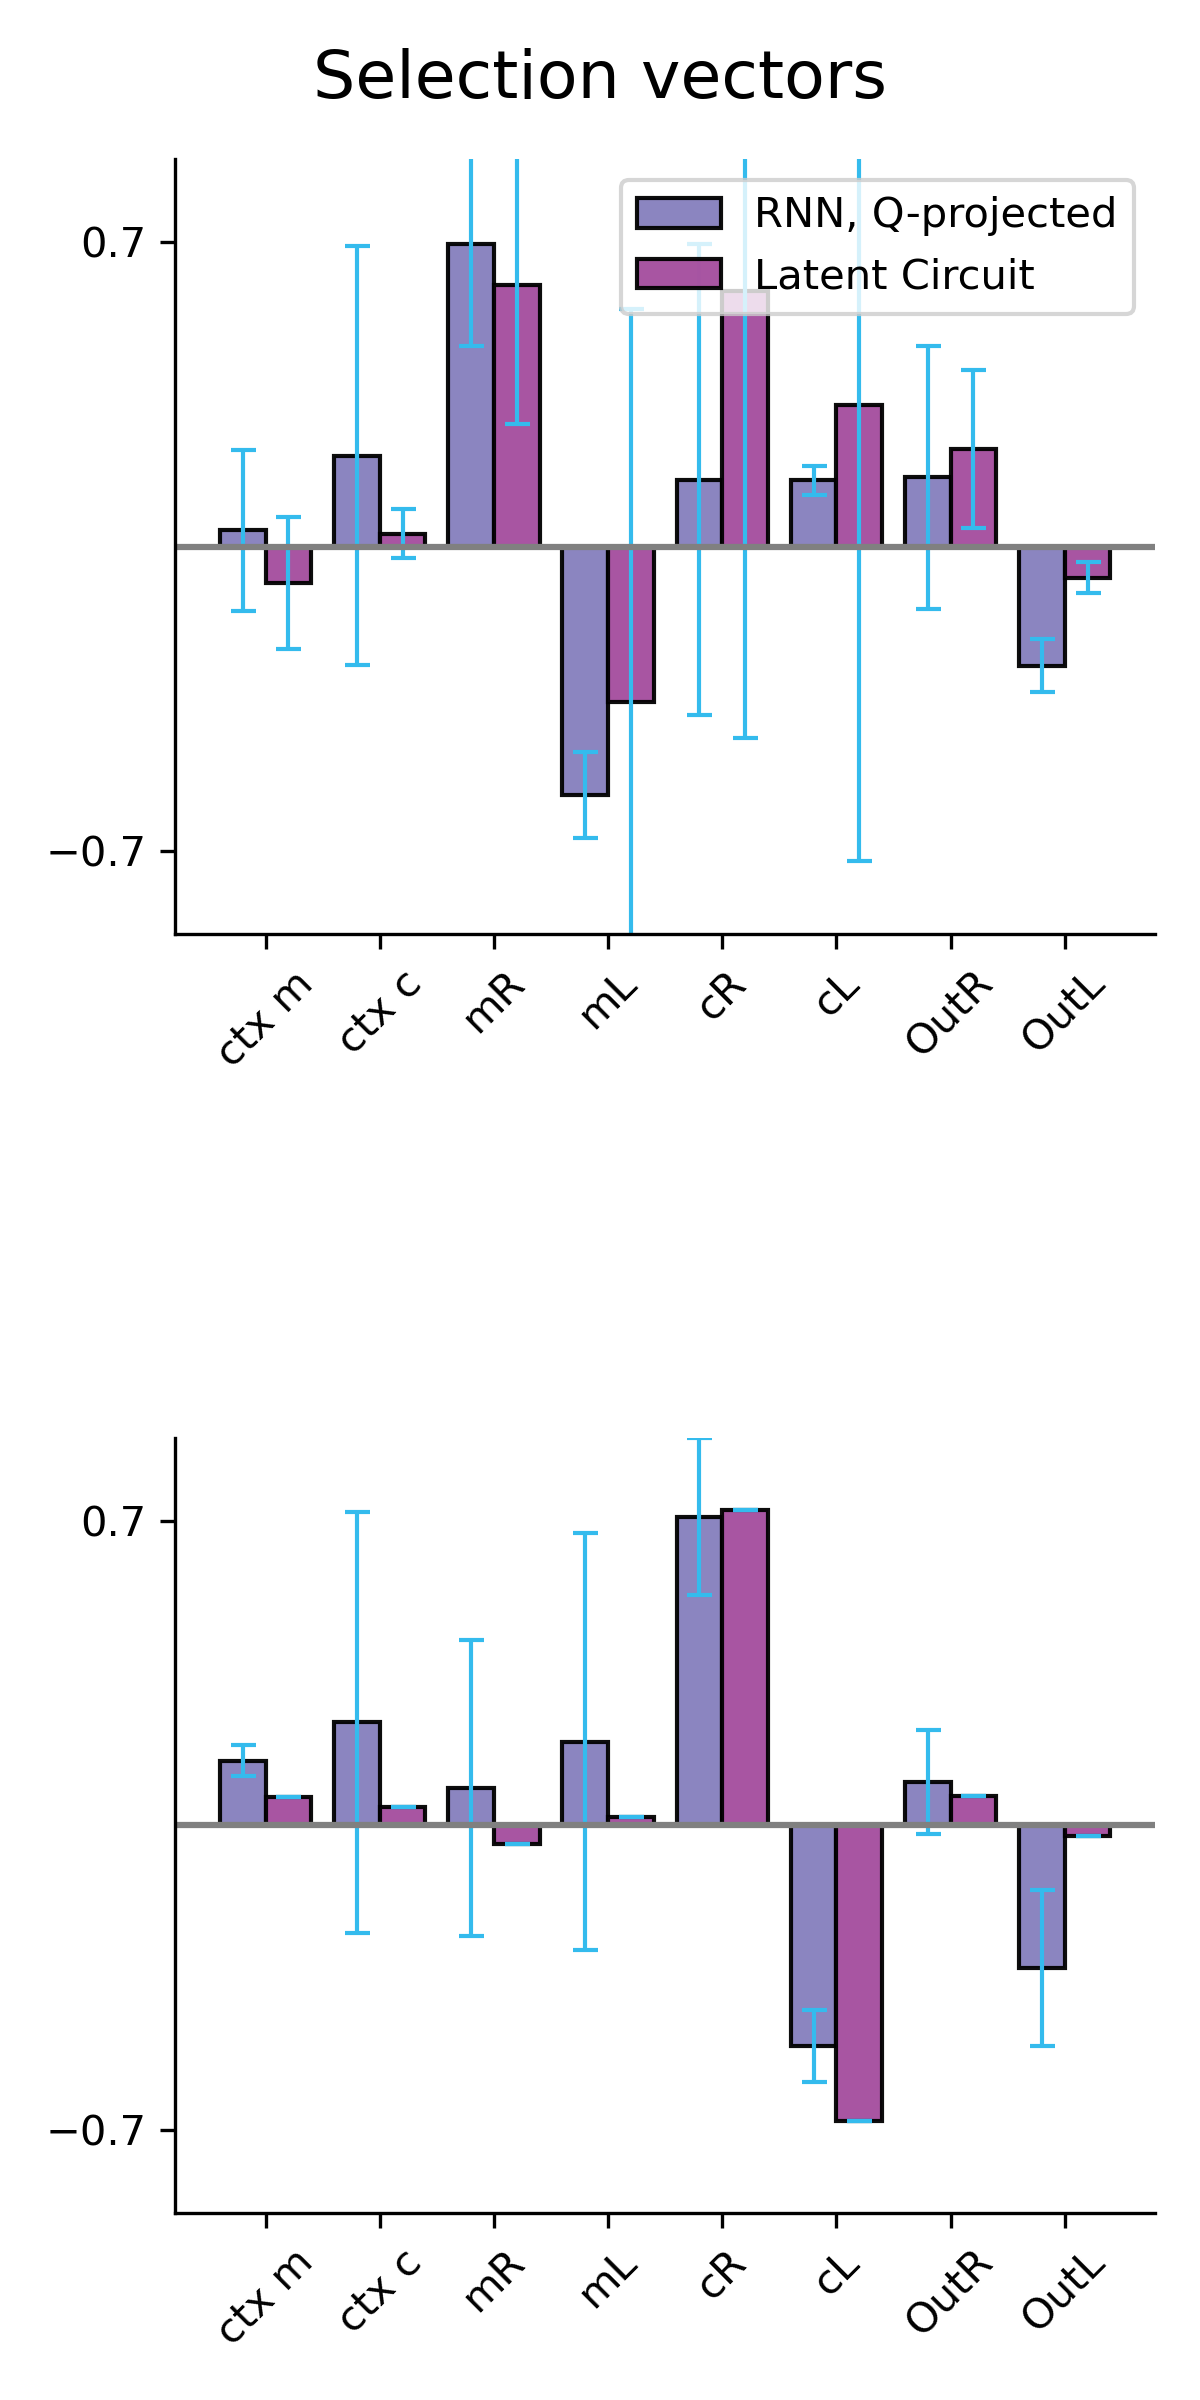 Selection vectors
RNN, Q-projected
Latent Circuit
0.7
−0.7
ctx m
ctx c
mR
mL
cR
cL
OutR
OutL
0.7
−0.7
ctx m
ctx c
mR
mL
cR
cL
OutR
OutL